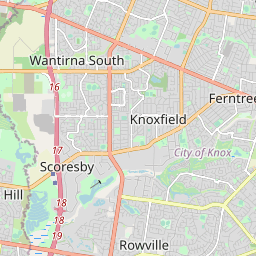 Wantirna South
16
Ferntree
Knoxfield
17
City of Knox
Scoresby
Hill
18
18
19
Rowville